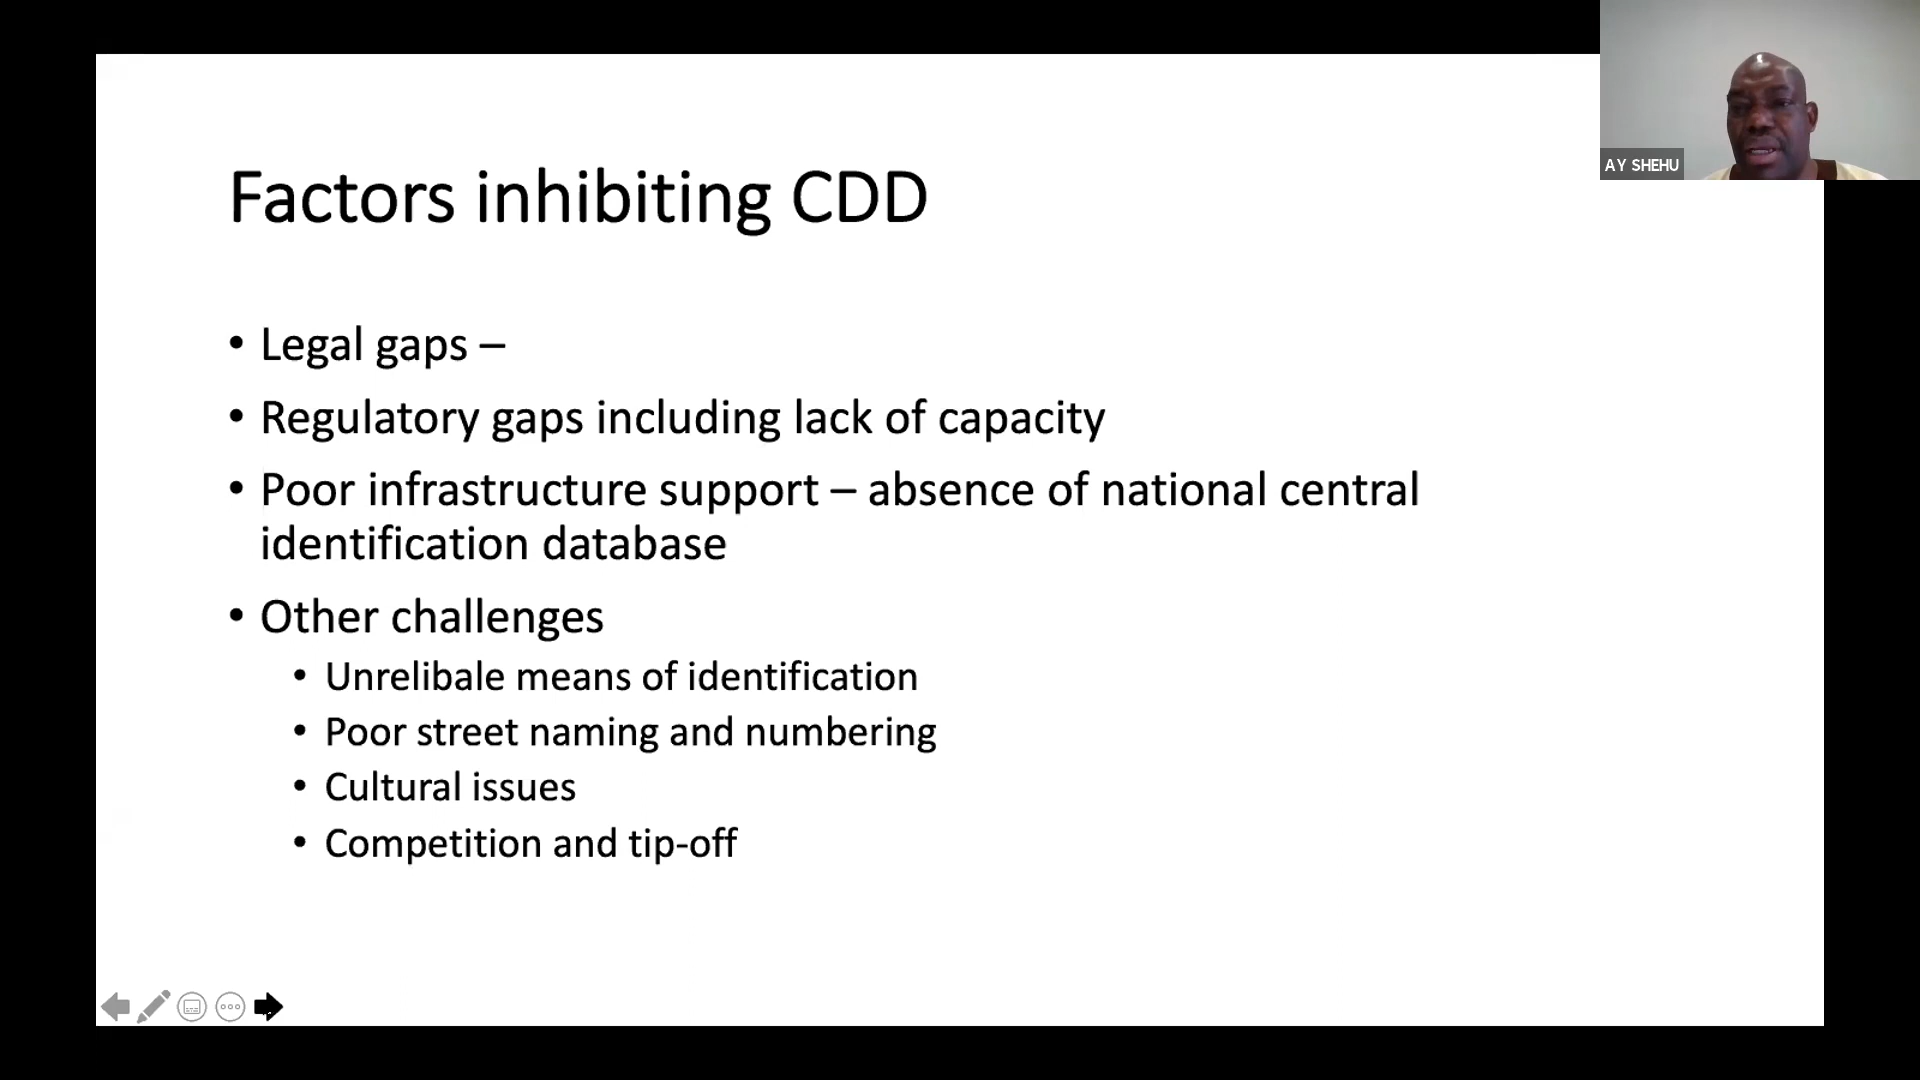 Factors inhibiting CDD
• Legal gaps –
• Regulatory gaps including lack of capacity
• Poor infrastructure support – absence of national central
identification database
• Other challenges
• Unrelibale means of identification
• Poor street naming and numbering
• Cultural issues
• Competition and tip-off
A Y SHEHU